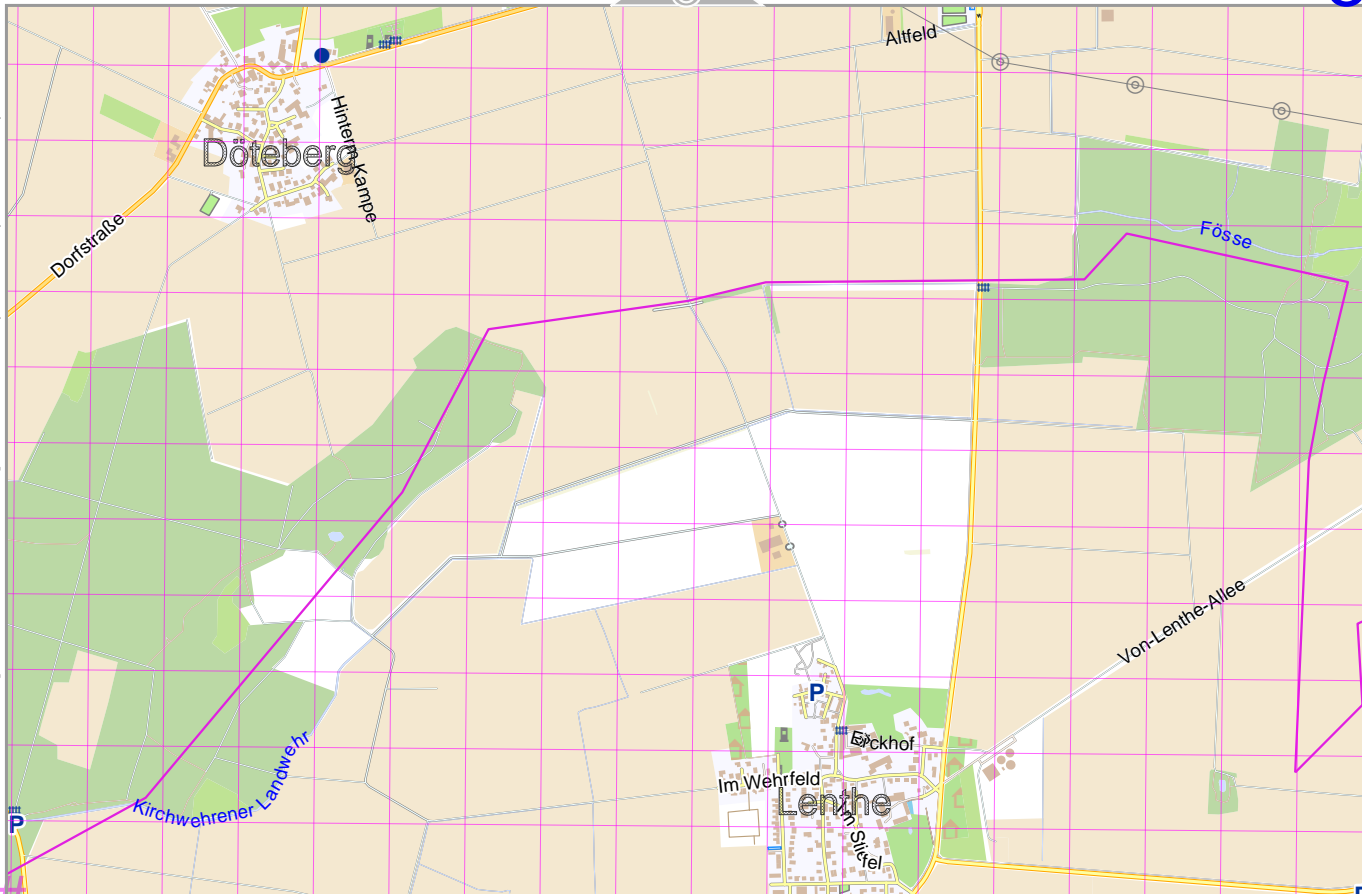 Altfeld
Hinterm Kampe
Döteberg
Dorfstraße
Fösse
Von-Lenthe-Allee
P
Im Wehrfeld
Lenthe
Kirchwehrener Landwehr
P